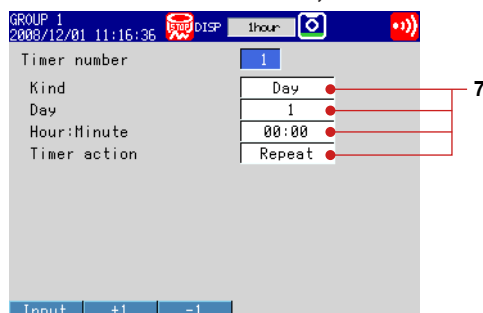 GROUP 1
2008/12/01 11:16:36 STOP DISP 1hour
Timer number 1
Kind Day 7
Day 1
Hour:Minute 00:00
Timer action Repeat
Input +1 -1